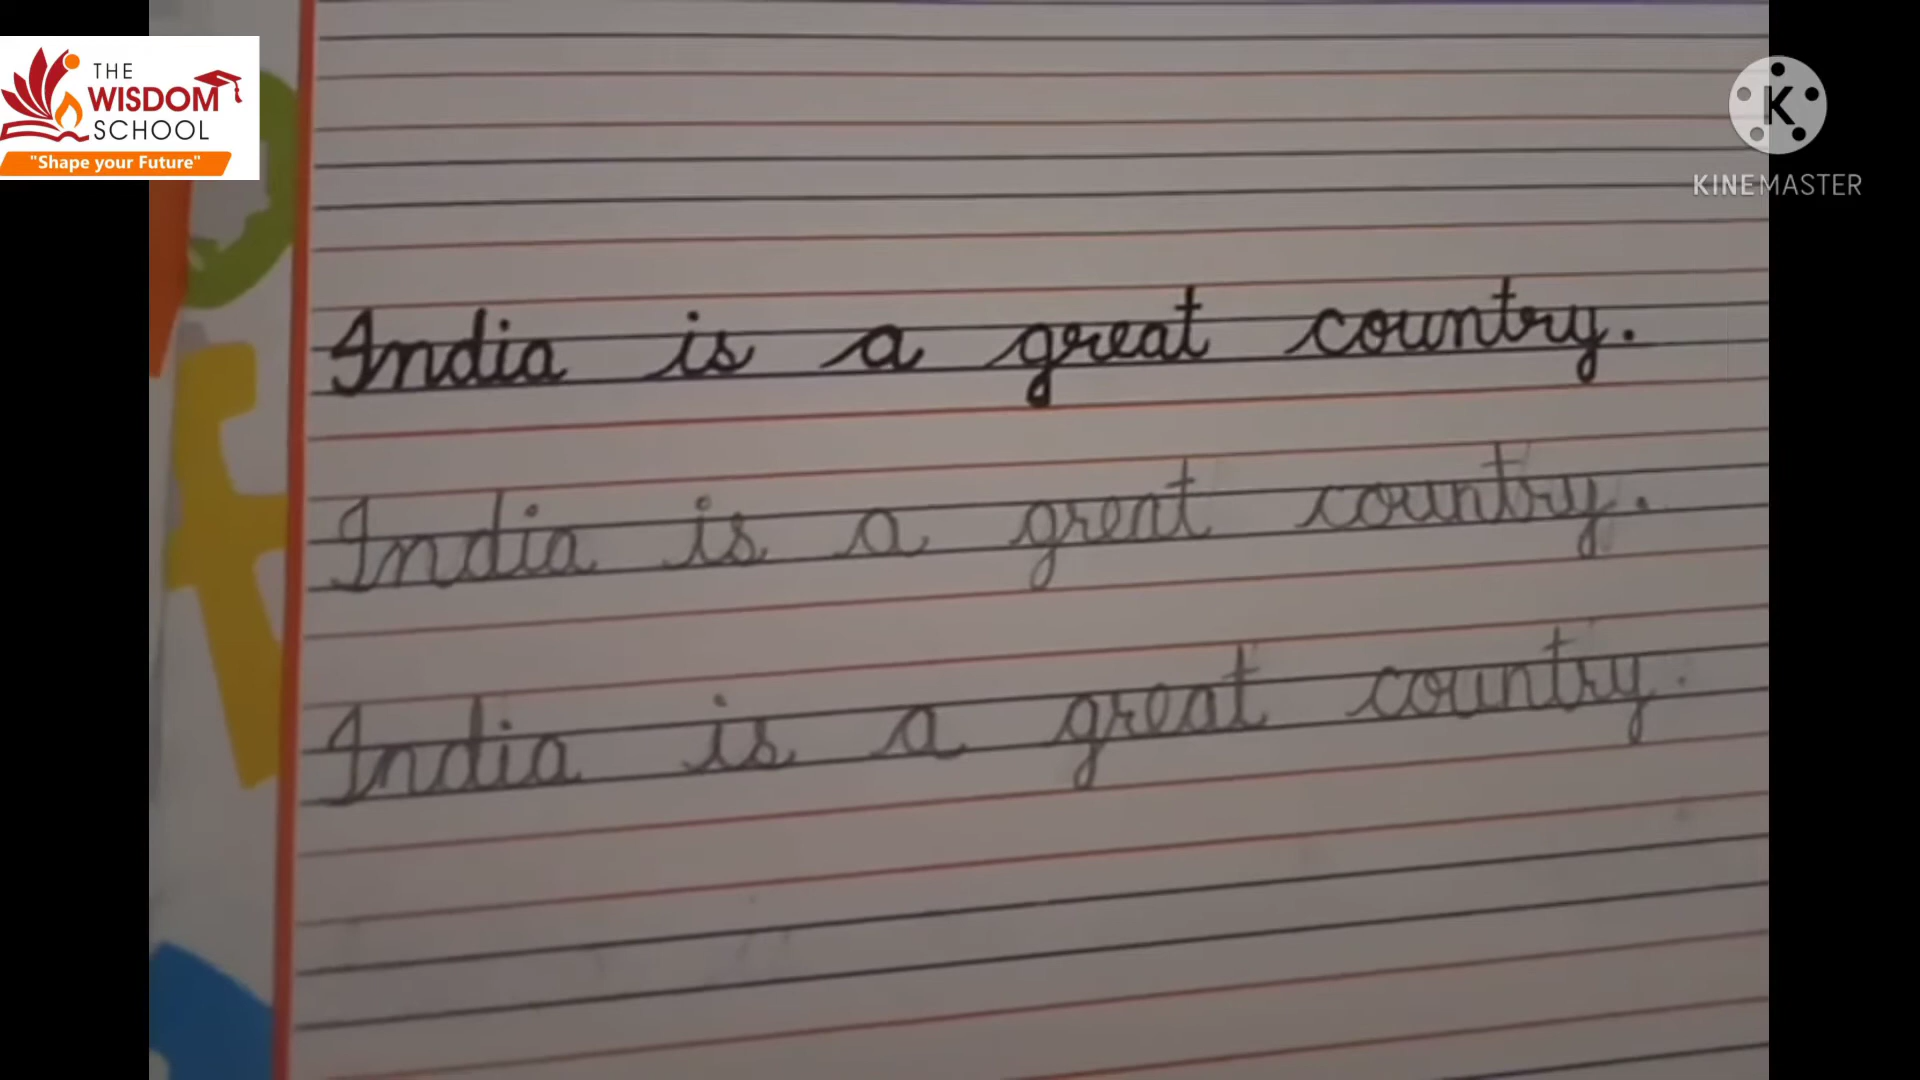 THE
WISDOM
SCHOOL
"Shape your Future"
K
KINEMASTER
India is a great country.
India is a great country.
India is a great country.